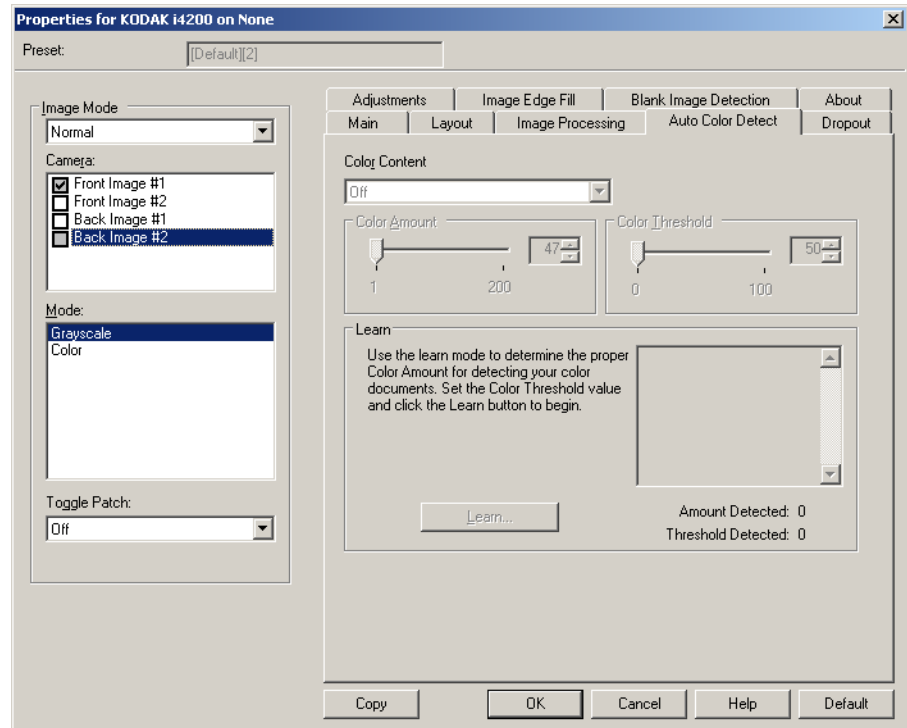 Properties for KODAK i4200 on None
Preset:
[Default][2]
Image Mode
Normal
Camera:
Front Image #1
Front Image #2
Back Image #1
Back Image #2
Mode:
Grayscale
Color
Toggle Patch:
Off
Adjustments
Image Edge Fill
Blank Image Detection
About
Main
Layout
Image Processing
Auto Color Detect
Dropout
Color Content
Off
Color Amount
47
1
200
Color Threshold
50
0
100
Learn
Use the learn mode to determine the proper
Color Amount for detecting your color
documents. Set the Color Threshold value
and click the Learn button to begin.
Learn...
Amount Detected: 0
Threshold Detected: 0
Copy
OK
Cancel
Help
Default